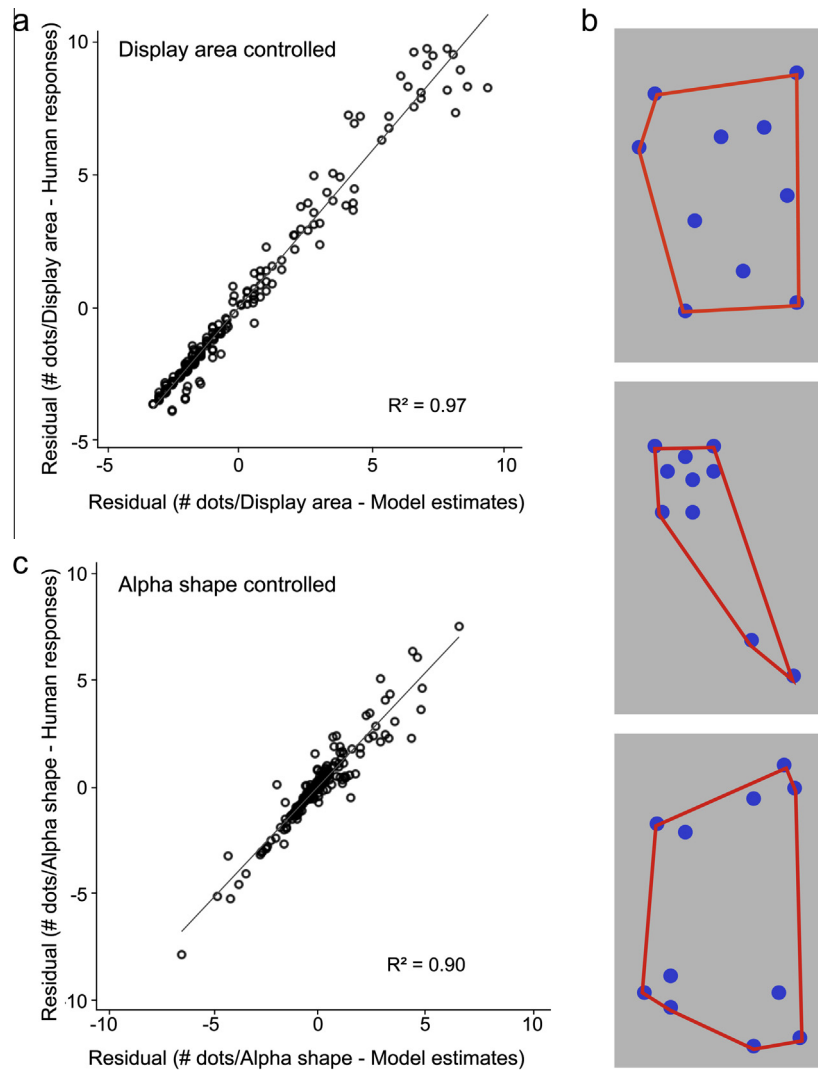 a
Display area controlled
10
5
0
-5
-5
0
5
10
R² = 0.97
Residual (# dots/Display area - Human responses)
Residual (# dots/Display area - Model estimates)
b
c
Alpha shape controlled
10
5
0
-5
-10
-10
-5
0
5
10
R² = 0.90
Residual (# dots/Alpha shape - Human responses)
Residual (# dots/Alpha shape - Model estimates)